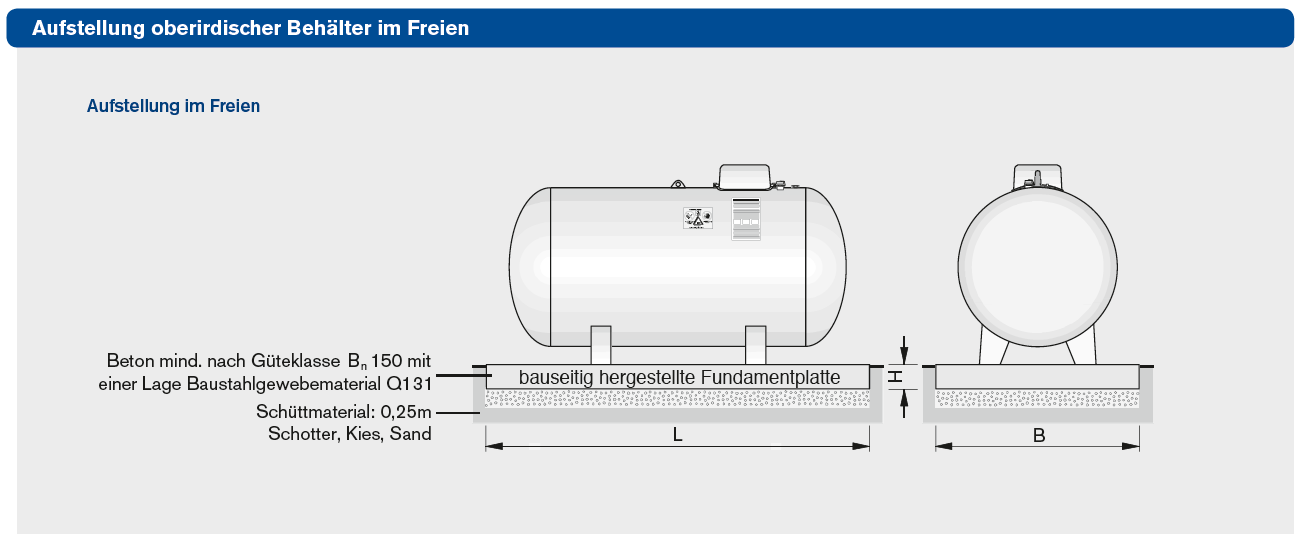 Aufstellung oberirdischer Behälter im Freien
Aufstellung im Freien
Beton mind. nach Güteklasse Bn 150 mit
einer Lage Baustahlgewebematerial Q131
bauseitig hergestellte Fundamentplatte
Schüttmaterial: 0,25m
Schotter, Kies, Sand
L
H
B